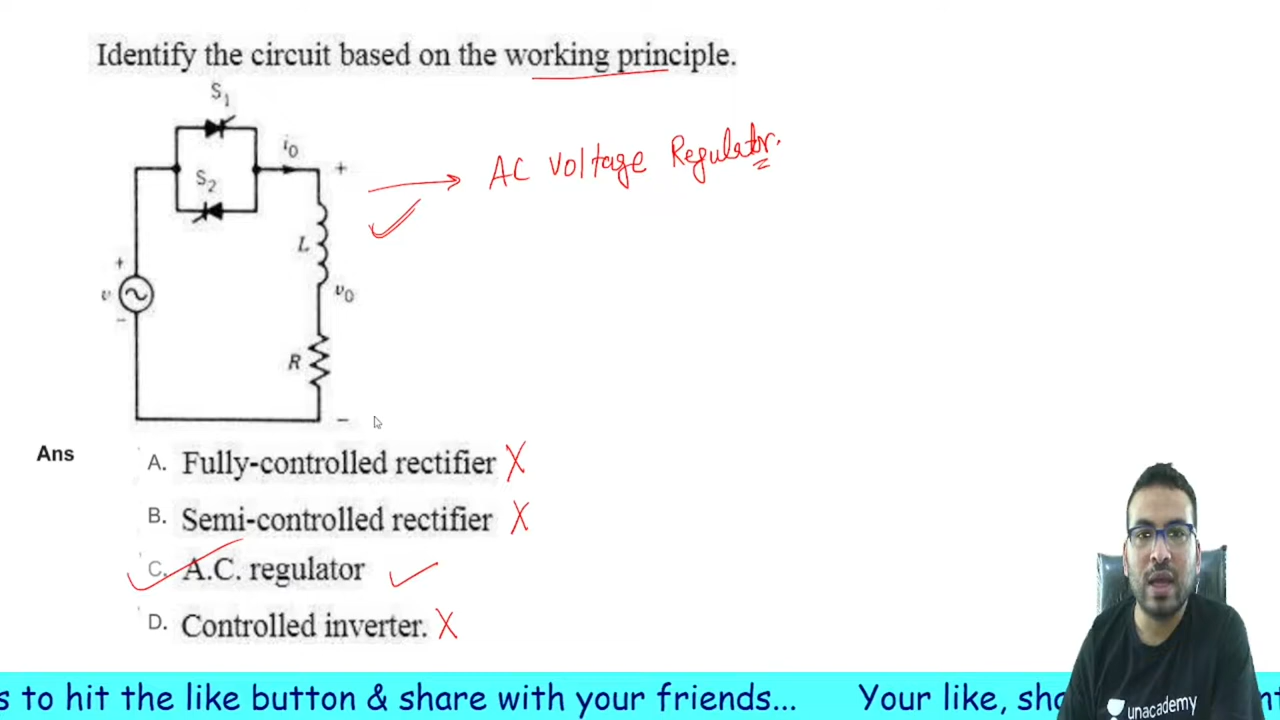 Identify the circuit based on the working principle.
S1
i0
+
AC Voltage Regulator.
S2
L
+
v
v0
−
R
−
Ans
A. Fully-controlled rectifier X
B. Semi-controlled rectifier X
C. A.C. regulator
D. Controlled inverter. X
s to hit the like button & share with your friends... Your like, sha
unacademy